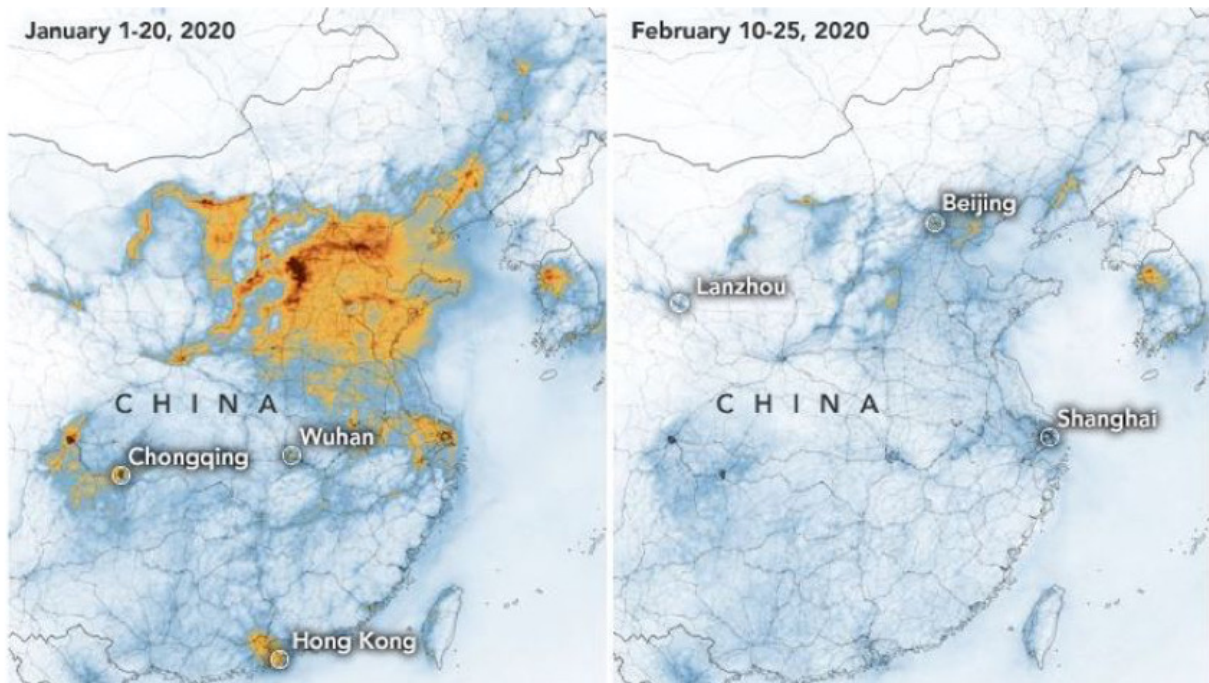 January 1-20, 2020
CHINA
Wuhan
Chongqing
Hong Kong
February 10-25, 2020
Beijing
Lanzhou
CHINA
Shanghai